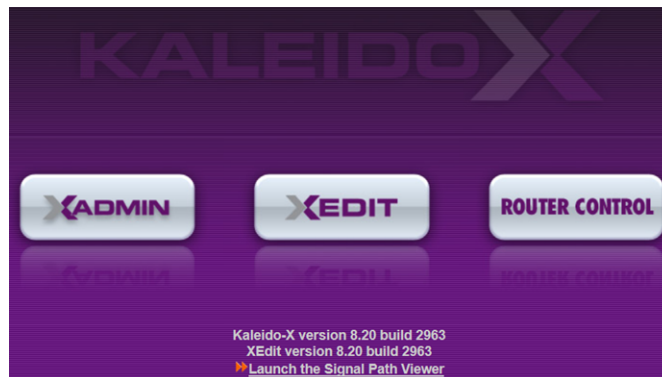 KALEIDOX
XADMIN
XEDIT
ROUTER CONTROL
Kaleido-X version 8.20 build 2963
XEdit version 8.20 build 2963
Launch the Signal Path Viewer